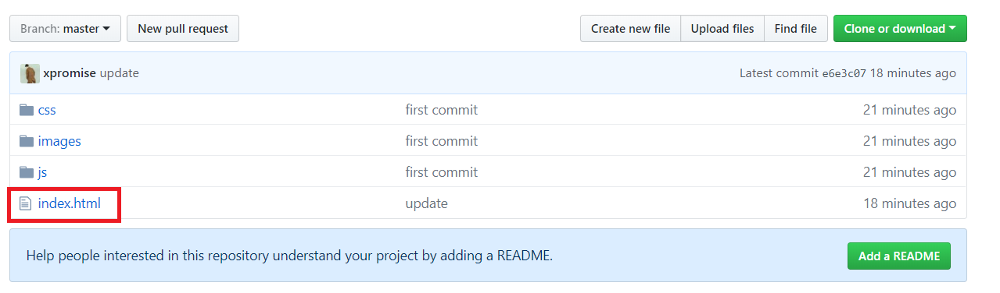 Branch: master New pull request Create new file Upload files Find file Clone or download
xpromise update Latest commit e6e3c07 18 minutes ago
css first commit 21 minutes ago
images first commit 21 minutes ago
js first commit 21 minutes ago
index.html update 18 minutes ago
Help people interested in this repository understand your project by adding a README. Add a README